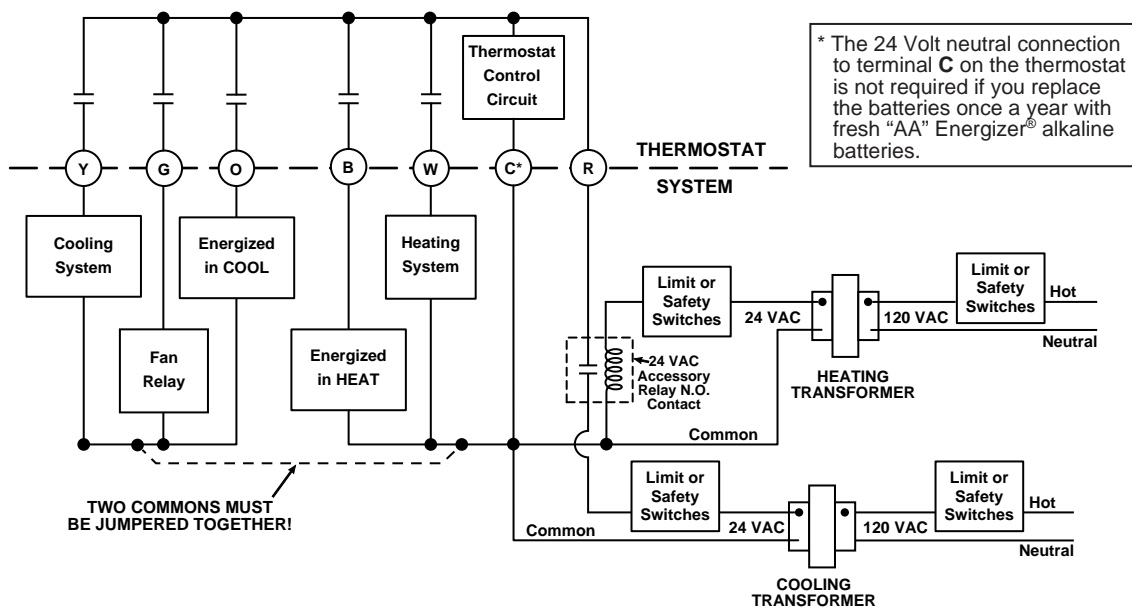 Thermostat
Control
Circuit
* The 24 Volt neutral connection
to terminal C on the thermostat
is not required if you replace
the batteries once a year with
fresh “AA” Energizer® alkaline
batteries.
Y
G
O
B
W
C*
R
THERMOSTAT
SYSTEM
Cooling
System
Energized
in COOL
Heating
System
Fan
Relay
Energized
in HEAT
Limit or
Safety
Switches
24 VAC
120 VAC
Limit or
Safety
Switches
Hot
Neutral
HEATING
TRANSFORMER
24 VAC
Accessory
Relay N.O.
Contact
Common
TWO COMMONS MUST
BE JUMPERED TOGETHER!
Limit or
Safety
Switches
24 VAC
120 VAC
Limit or
Safety
Switches
Hot
Neutral
Common
COOLING
TRANSFORMER